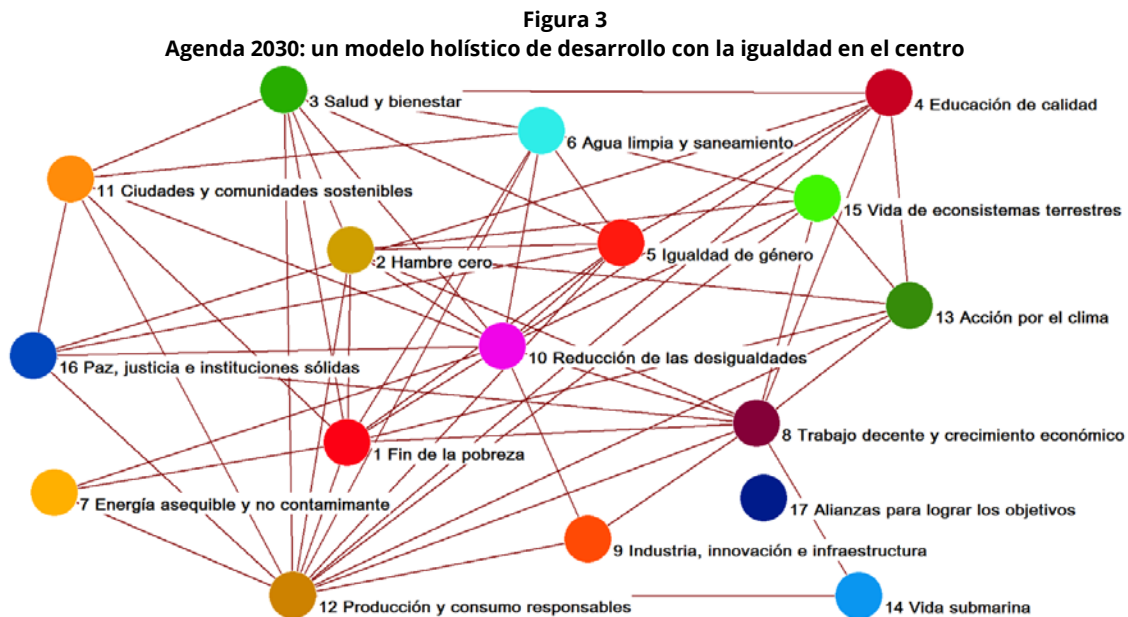 Figura 3
Agenda 2030: un modelo holístico de desarrollo con la igualdad en el centro
3 Salud y bienestar
4 Educación de calidad
6 Agua limpia y saneamiento
11 Ciudades y comunidades sostenibles
15 Vida de econsistemas terrestres
2 Hambre cero
5 Igualdad de género
13 Acción por el clima
10 Reducción de las desigualdades
16 Paz, justicia e instituciones sólidas
8 Trabajo decente y crecimiento económico
1 Fin de la pobreza
7 Energía asequible y no contamimante
17 Alianzas para lograr los objetivos
9 Industria, innovación e infraestructura
12 Producción y consumo responsables
14 Vida submarina